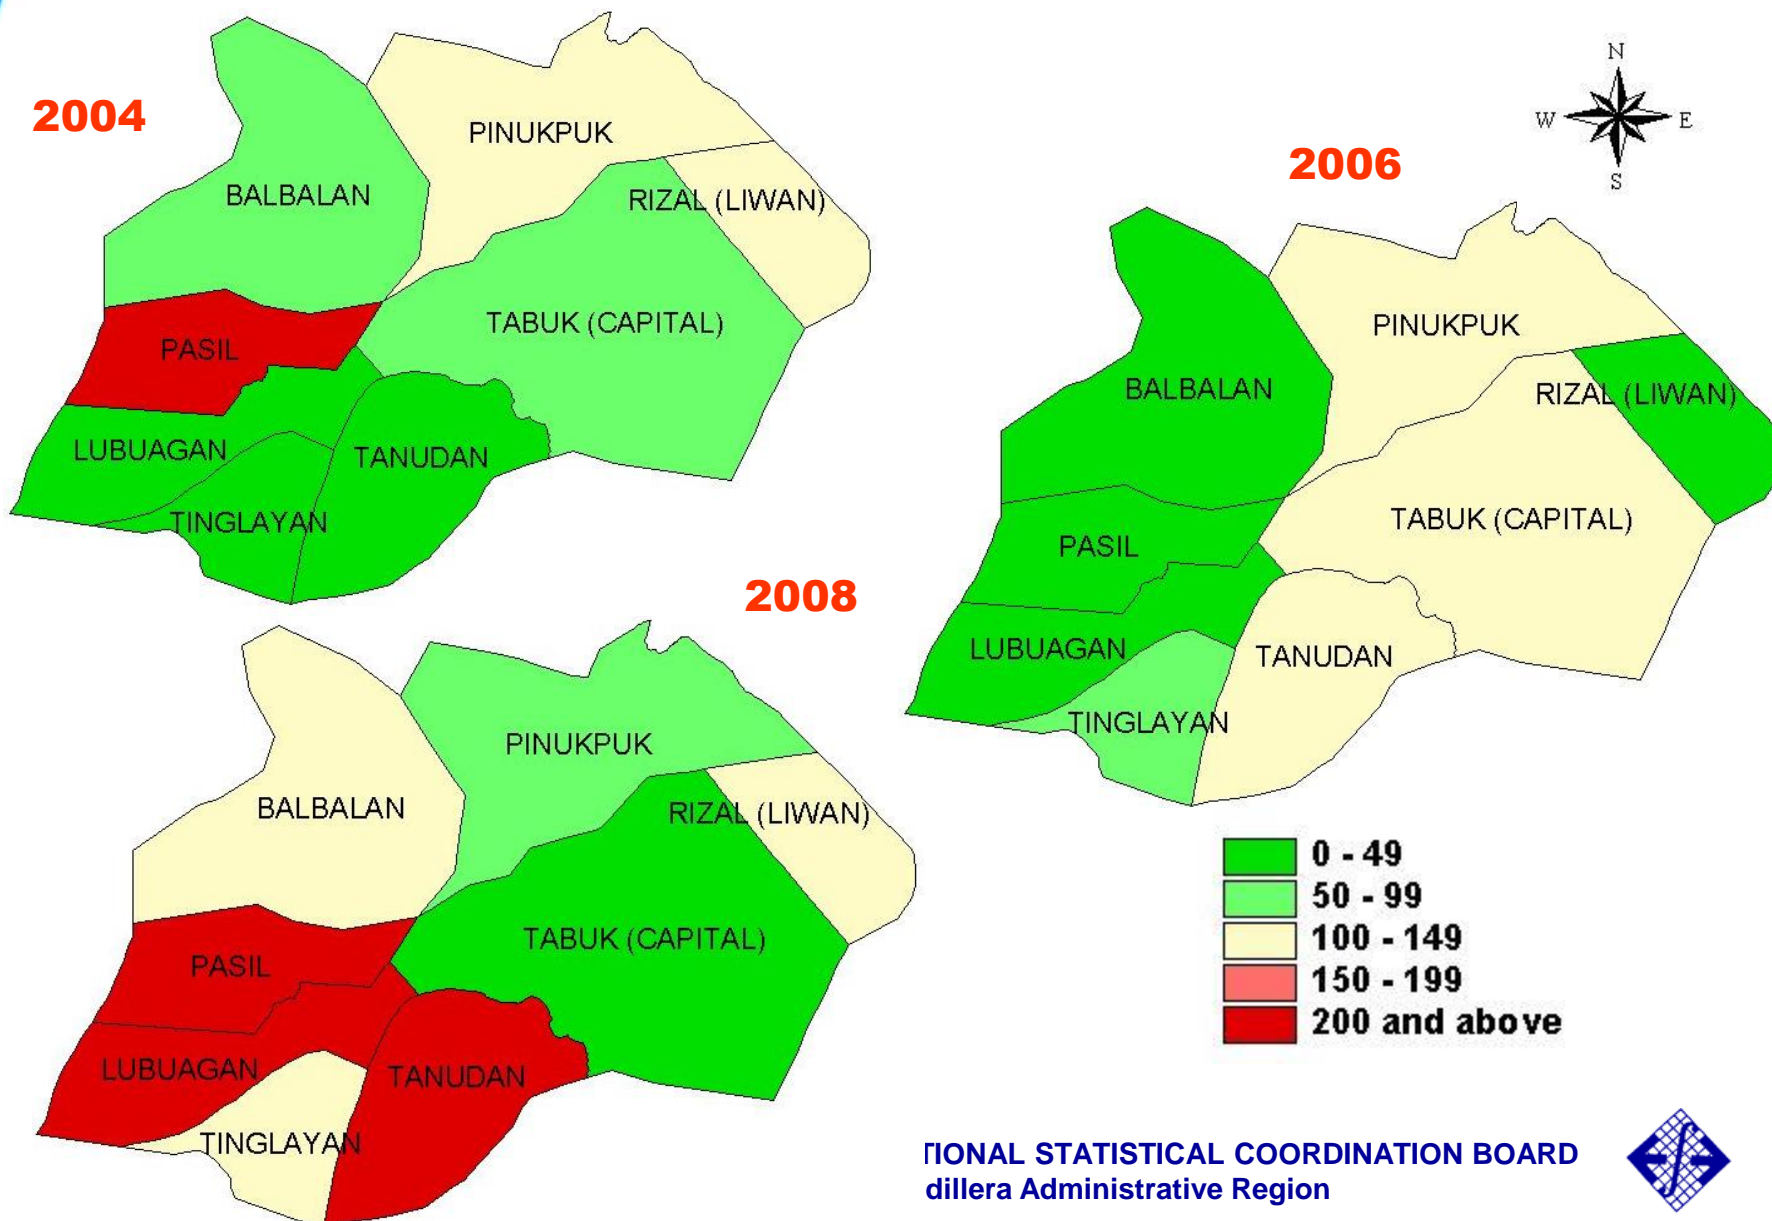 2004
PINUKPUK
BALBALAN
RIZAL (LIWAN)
TABUK (CAPITAL)
PASIL
LUBUAGAN
TANUDAN
TINGLAYAN
N
W E
S
2006
PINUKPUK
BALBALAN
RIZAL (LIWAN)
TABUK (CAPITAL)
PASIL
LUBUAGAN
TANUDAN
TINGLAYAN
2008
PINUKPUK
BALBALAN
RIZAL (LIWAN)
TABUK (CAPITAL)
PASIL
LUBUAGAN
TANUDAN
TINGLAYAN
0 - 49
50 - 99
100 - 149
150 - 199
200 and above
TIONAL STATISTICAL COORDINATION BOARD
dillera Administrative Region